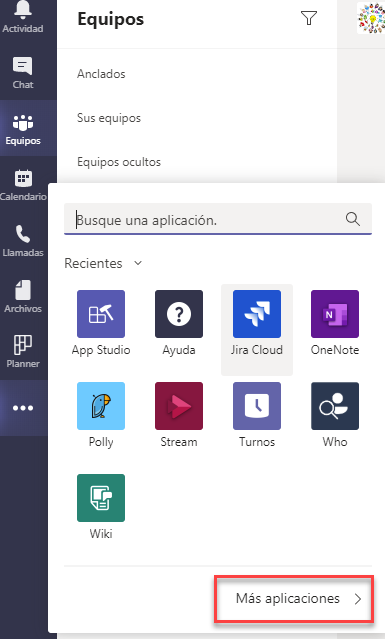 Actividad
Chat
Equipos
Calendario
Llamadas
Archivos
Planner
Equipos
Anclados
Sus equipos
Equipos ocultos
Busque una aplicación.
Recientes
App Studio
Ayuda
Jira Cloud
OneNote
Polly
Stream
Turnos
Who
Wiki
Más aplicaciones